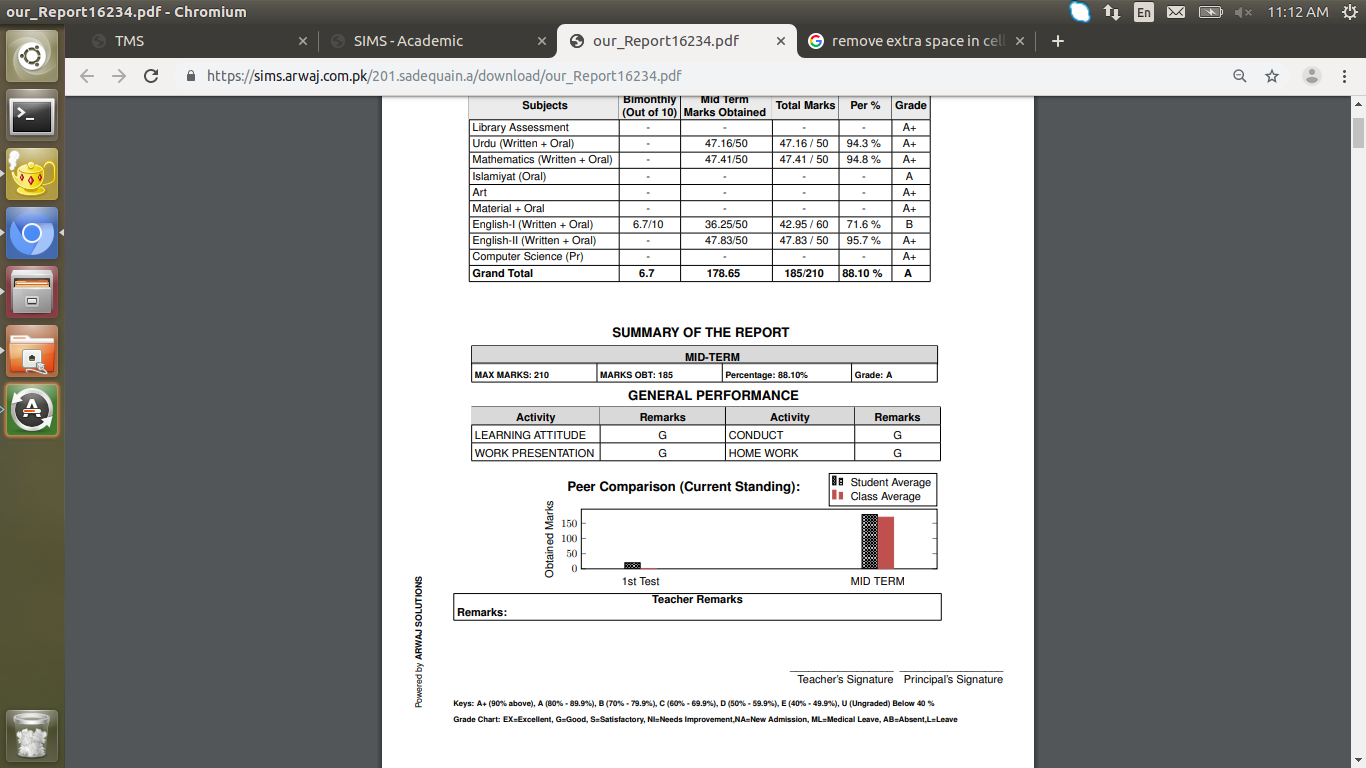 our_Report16234.pdf - Chromium
En
11:12 AM
TMS
SIMS - Academic
our_Report16234.pdf
remove extra space in cell
https://sims.arwaj.com.pk/201.sadequain.a/download/our_Report16234.pdf
Subjects Bimonthly (Out of 10) Mid Term Marks Obtained Total Marks Per % Grade
Library Assessment - - - - A+
Urdu (Written + Oral) - 47.16/50 47.16 / 50 94.3 % A+
Mathematics (Written + Oral) - 47.41/50 47.41 / 50 94.8 % A+
Islamiyat (Oral) - - - - A
Art - - - - A+
Material + Oral - - - - A+
English-I (Written + Oral) 6.7/10 36.25/50 42.95 / 60 71.6 % B
English-II (Written + Oral) - 47.83/50 47.83 / 50 95.7 % A+
Computer Science (Pr) - - - - A+
Grand Total 6.7 178.65 185/210 88.10 % A
SUMMARY OF THE REPORT
MID-TERM
MAX MARKS: 210 MARKS OBT: 185 Percentage: 88.10% Grade: A
GENERAL PERFORMANCE
Activity Remarks Activity Remarks
LEARNING ATTITUDE G CONDUCT G
WORK PRESENTATION G HOME WORK G
Peer Comparison (Current Standing):
Student Average
Class Average
Obtained Marks
150
100
50
0
1st Test MID TERM
Teacher Remarks
Remarks:
Powered by ARWAJ SOLUTIONS
Teacher's Signature Principal's Signature
Keys: A+ (90% above), A (80% - 89.9%), B (70% - 79.9%), C (60% - 69.9%), D (50% - 59.9%), E (40% - 49.9%), U (Ungraded) Below 40 %
Grade Chart: EX=Excellent, G=Good, S=Satisfactory, NI=Needs Improvement,NA=New Admission, ML=Medical Leave, AB=Absent,L=Leave